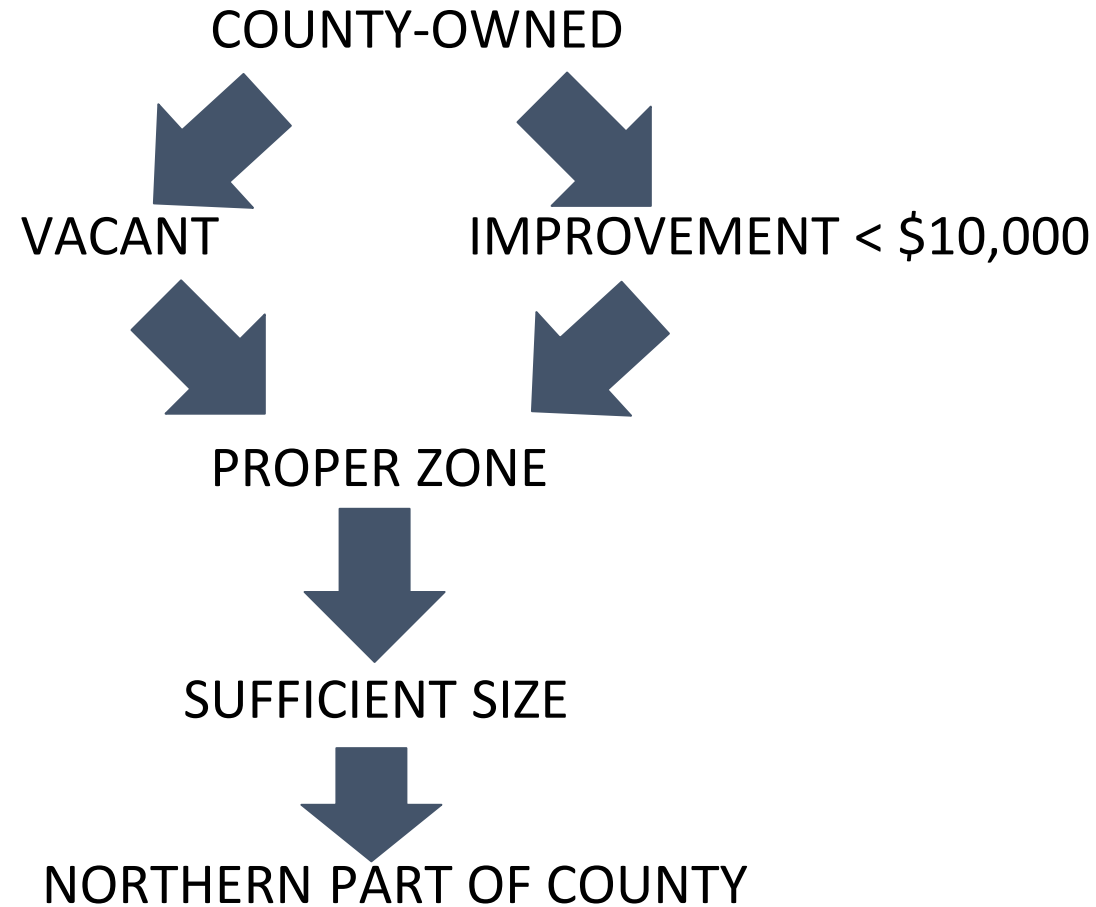 COUNTY-OWNED
VACANT
IMPROVEMENT < $10,000
PROPER ZONE
SUFFICIENT SIZE
NORTHERN PART OF COUNTY